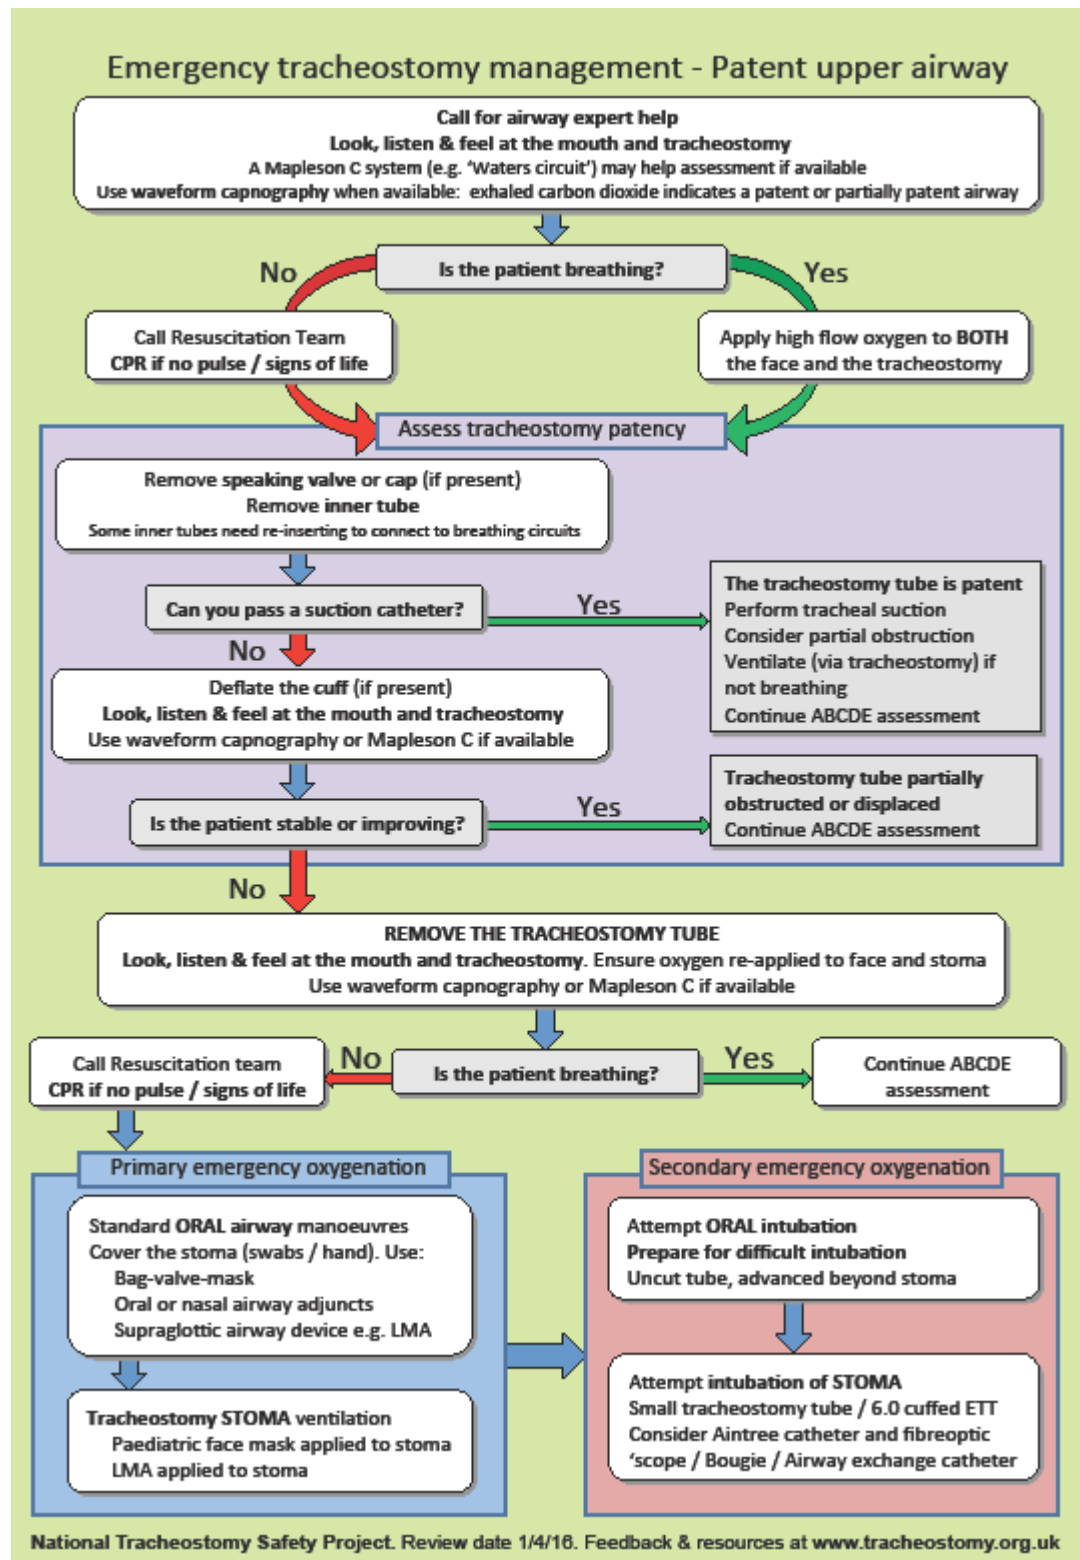 Emergency tracheostomy management - Patent upper airway
Call for airway expert help
Look, listen & feel at the mouth and tracheostomy
A Mapleson C system (e.g. ‘Waters circuit’) may help assessment if available
Use waveform capnography when available: exhaled carbon dioxide indicates a patent or partially patent airway
Is the patient breathing?
No
Yes
Call Resuscitation Team
CPR if no pulse / signs of life
Apply high flow oxygen to BOTH
the face and the tracheostomy
Assess tracheostomy patency
Remove speaking valve or cap (if present)
Remove inner tube
Some inner tubes need re-inserting to connect to breathing circuits
Can you pass a suction catheter?
Yes
The tracheostomy tube is patent
Perform tracheal suction
Consider partial obstruction
Ventilate (via tracheostomy) if
not breathing
Continue ABCDE assessment
No
Deflate the cuff (if present)
Look, listen & feel at the mouth and tracheostomy
Use waveform capnography or Mapleson C if available
Is the patient stable or improving?
Yes
Tracheostomy tube partially
obstructed or displaced
Continue ABCDE assessment
No
REMOVE THE TRACHEOSTOMY TUBE
Look, listen & feel at the mouth and tracheostomy. Ensure oxygen re-applied to face and stoma
Use waveform capnography or Mapleson C if available
Call Resuscitation team
CPR if no pulse / signs of life
No
Is the patient breathing?
Yes
Continue ABCDE
assessment
Primary emergency oxygenation
Standard ORAL airway manoeuvres
Cover the stoma (swabs / hand). Use:
Bag-valve-mask
Oral or nasal airway adjuncts
Supraglottic airway device e.g. LMA
Tracheostomy STOMA ventilation
Paediatric face mask applied to stoma
LMA applied to stoma
Secondary emergency oxygenation
Attempt ORAL intubation
Prepare for difficult intubation
Uncut tube, advanced beyond stoma
Attempt intubation of STOMA
Small tracheostomy tube / 6.0 cuffed ETT
Consider Aintree catheter and fibreoptic
‘scope / Bougie / Airway exchange catheter
National Tracheostomy Safety Project. Review date 1/4/16. Feedback & resources at www.tracheostomy.org.uk